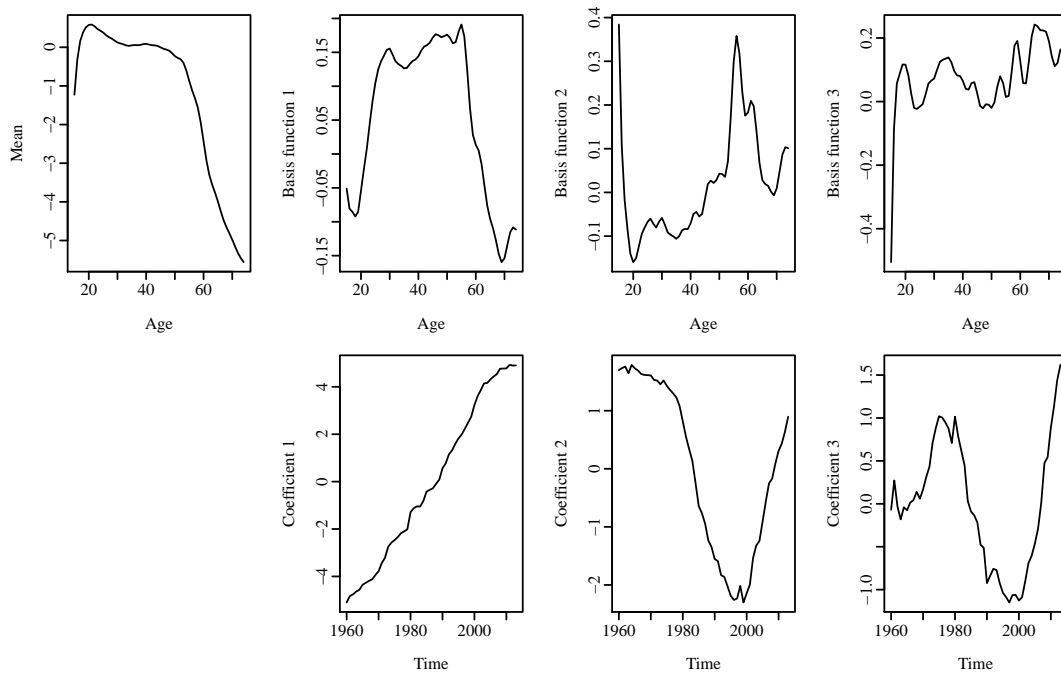 Mean
0
−1
−2
−3
−4
−5
20 40 60
Age
Basis function 1
0.15
0.05
−0.05
−0.15
20 40 60
Age
Basis function 2
0.4
0.3
0.2
0.1
0.0
−0.1
20 40 60
Age
Basis function 3
0.2
0.0
−0.2
−0.4
20 40 60
Age
Coefficient 1
4
2
0
−2
−4
1960 1980 2000
Time
Coefficient 2
1
0
−1
−2
1960 1980 2000
Time
Coefficient 3
1.5
1.0
0.5
0.0
−1.0
1960 1980 2000
Time